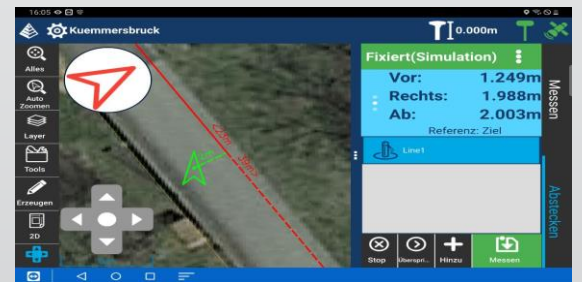 16:05
Kuemmersbruck
0.000m
Alles
Auto
Zoomen
Layer
Tools
Erzeugen
2D
Fixiert(Simulation)
Vor: 1.249m
Rechts: 1.988m
Ab: 2.003m
Referenz: Ziel
Line1
Messen
Abstecken
Stop
Überspri...
Hinzu
Messen